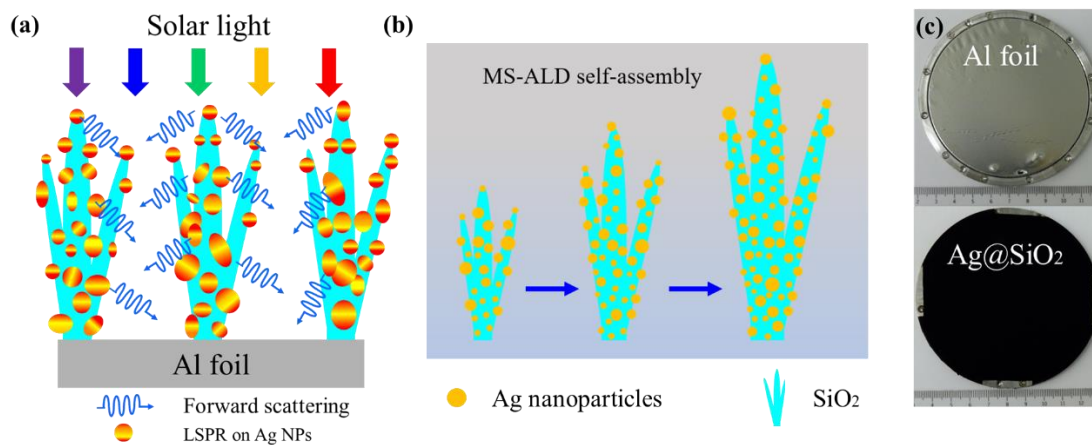 (a)
Solar light
Al foil
Forward scattering
LSPR on Ag NPs
(b)
MS-ALD self-assembly
Ag nanoparticles
SiO₂
(c)
Al foil
Ag@SiO₂